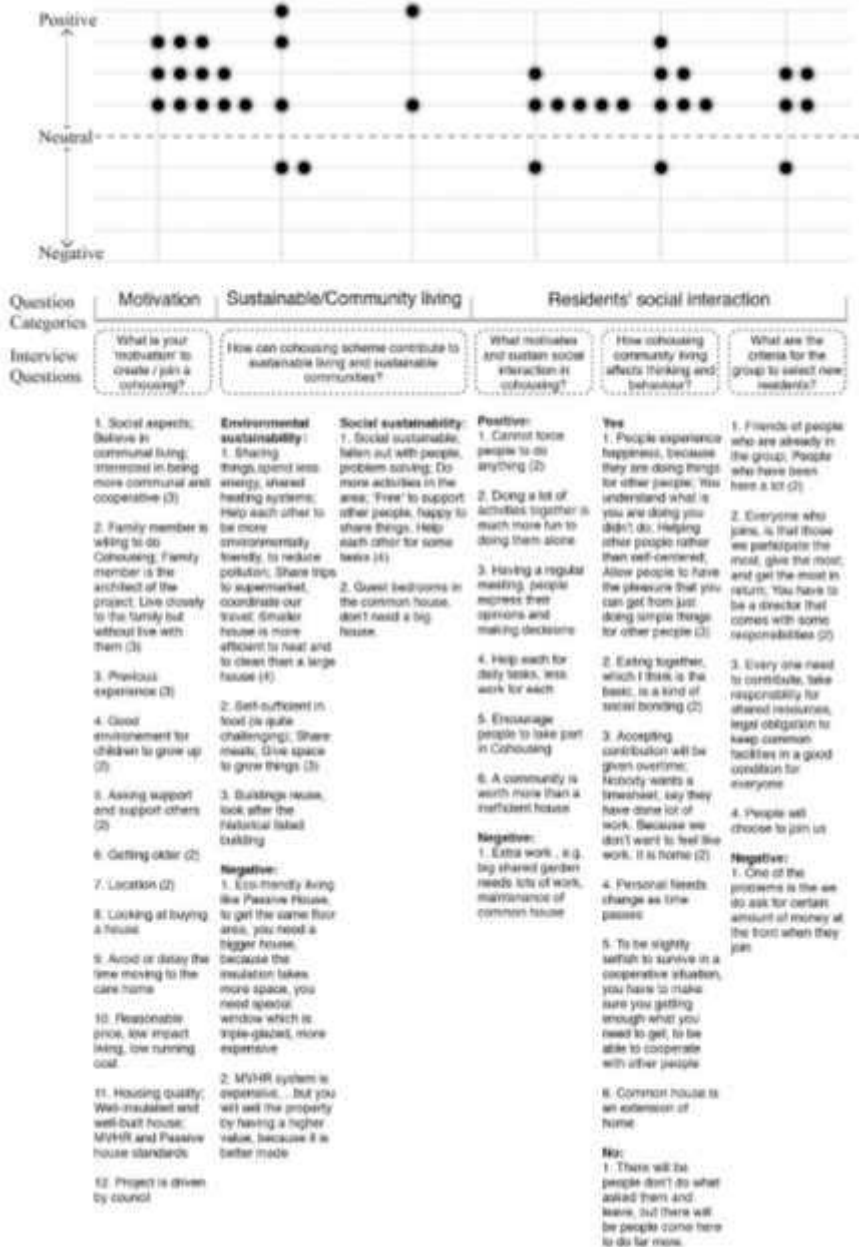 Positive
Neutral
Negative
Question
Categories
Motivation
Sustainable/Community living
Residents' social interaction
Interview
Questions
What is your
'motivation' to
create / join a
cohousing?
How can cohousing scheme contribute to
sustainable living and sustainable
communities?
What motivates
and sustain social
interaction in
cohousing?
How cohousing
community living
affects thinking and
behaviour?
What are the
criteria for the
group to select new
residents?
1. Social aspects;
Believe in
communal living;
Interested in being
more communal and
cooperative (3)
2. Family member is
willing to do
Cohousing; Family
member is the
architect of the
project; Live closely
to the family but
without live with
them (3)
3. Previous
experience (3)
4. Good
environement for
children to grow up
(2)
5. Asking support
and support others
(2)
6. Getting older (2)
7. Location (2)
8. Looking at buying
a house
9. Avoid or delay the
time moving to the
care home
10. Reasonable
price, low impact
living, low running
cost
11. Housing quality;
Well-insulated and
well-built house;
MVHR and Passive
house standards
12. Project is driven
by council
Environmental
sustainability:
1. Sharing
things,spend less
energy, shared
heating systems;
Help each other to
be more
environmentally
friendly, to reduce
pollution; Share trips
to supermarket,
coordinate our
travel; Smaller
house is more
efficient to heat and
to clean than a large
house (4)
2. Self-sufficient in
food (is quite
challenging); Share
meals; Give space
to grow things (3)
3. Buildings reuse,
look after the
historical listed
building
Negative:
1. Eco-friendly living
like Passive House,
to get the same floor
area, you need a
bigger house,
because the
insulation takes
more space, you
need special
window which is
triple-glazed, more
expensive
2. MVHR system is
expensive, ..but you
will sell the property
by having a higher
value, because it is
better made
Social sustainability:
1. Social sustainable;
fallen out with people,
problem solving; Do
more activities in the
area; 'Free' to support
other people, happy to
share things; Help
each other for some
tasks (4)
2. Guest bedrooms in
the common house,
don't need a big
house.
Positive:
1. Cannot force
people to do
anything (2)
2. Doing a lot of
activities together is
much more fun to
doing them alone
3. Having a regular
meeting, people
express their
opinions and
making decisions
4. Help each for
daily tasks, less
work for each
5. Encourage
people to take part
in Cohousing
6. A community is
worth more than a
inefficient house
Negative:
1. Extra work , e.g.
big shared garden
needs lots of work,
maintenance of
common house
Yes
1. People experience
happiness, because
they are doing things
for other people; You
understand what is
you are doing you
didn't do; Helping
other people rather
than self-centered;
Allow people to have
the pleasure that you
can get from just
doing simple things
for other people (3)
2. Eating together,
which I think is the
basic, is a kind of
social bonding (2)
3. Accepting
contribution will be
given overtime;
Nobody wants a
timesheet, say they
have done lot of
work. Because we
don't want to feel like
work, it is home (2)
4. Personal Needs
change as time
passes
5. To be slightly
selfish to survive in a
cooperative situation,
you have to make
sure you getting
enough what you
need to get, to be
able to cooperate
with other people
6. Common house is
an extension of
home
No:
1. There will be
people don't do what
asked them and
leave, but there will
be people come here
to do far more.
1. Friends of people
who are already in
the group; People
who have been
here a lot (2)
2. Everyone who
joins, is that those
we participate the
most, give the most,
and get the most in
return; You have to
be a director that
comes with some
responsibilities (2)
3. Every one need
to contribute, take
responsibility for
shared resources,
legal obligation to
keep common
facilities in a good
condition for
everyone
4. People will
choose to join us
Negative:
1. One of the
problems is the we
do ask for certain
amount of money at
the front when they
join